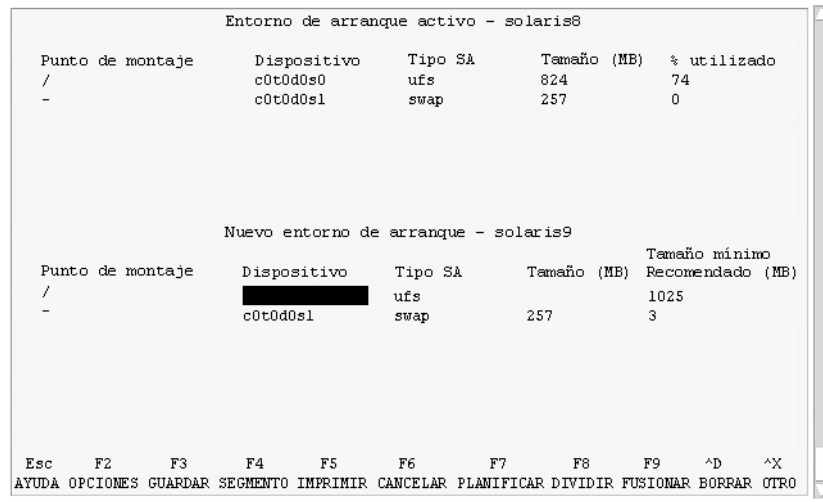 Entorno de arranque activo - solaris8
Punto de montaje Dispositivo Tipo SA Tamaño (MB) % utilizado
/ c0t0d0s0 ufs 824 74
- c0t0d0s1 swap 257 0
Nuevo entorno de arranque - solaris9
Tamaño mínimo
Punto de montaje Dispositivo Tipo SA Tamaño (MB) Recomendado (MB)
/ ufs 1025
- c0t0d0s1 swap 257 3
Esc F2 F3 F4 F5 F6 F7 F8 F9 ^D ^X
AYUDA OPCIONES GUARDAR SEGMENTO IMPRIMIR CANCELAR PLANIFICAR DIVIDIR FUSIONAR BORRAR OTRO